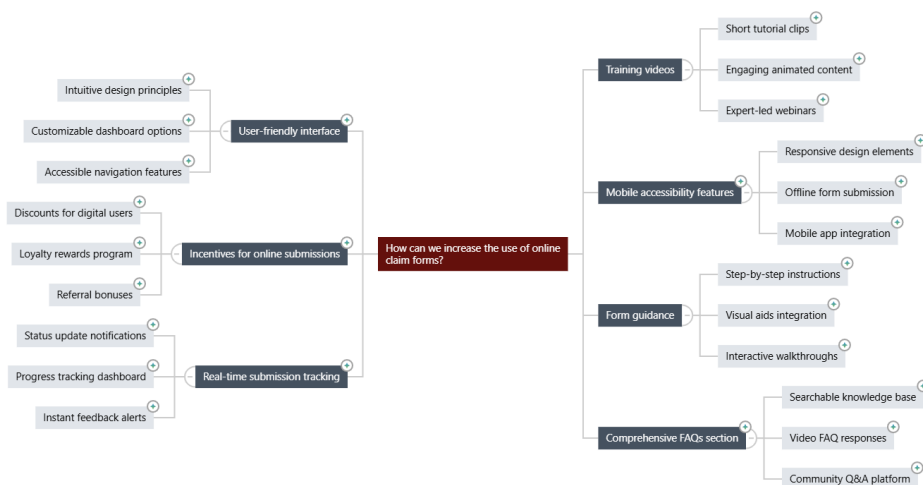 How can we increase the use of online
claim forms?
User-friendly interface
Intuitive design principles
Customizable dashboard options
Accessible navigation features
Incentives for online submissions
Discounts for digital users
Loyalty rewards program
Referral bonuses
Real-time submission tracking
Status update notifications
Progress tracking dashboard
Instant feedback alerts
Training videos
Short tutorial clips
Engaging animated content
Expert-led webinars
Mobile accessibility features
Responsive design elements
Offline form submission
Mobile app integration
Form guidance
Step-by-step instructions
Visual aids integration
Interactive walkthroughs
Comprehensive FAQs section
Searchable knowledge base
Video FAQ responses
Community Q&A platform